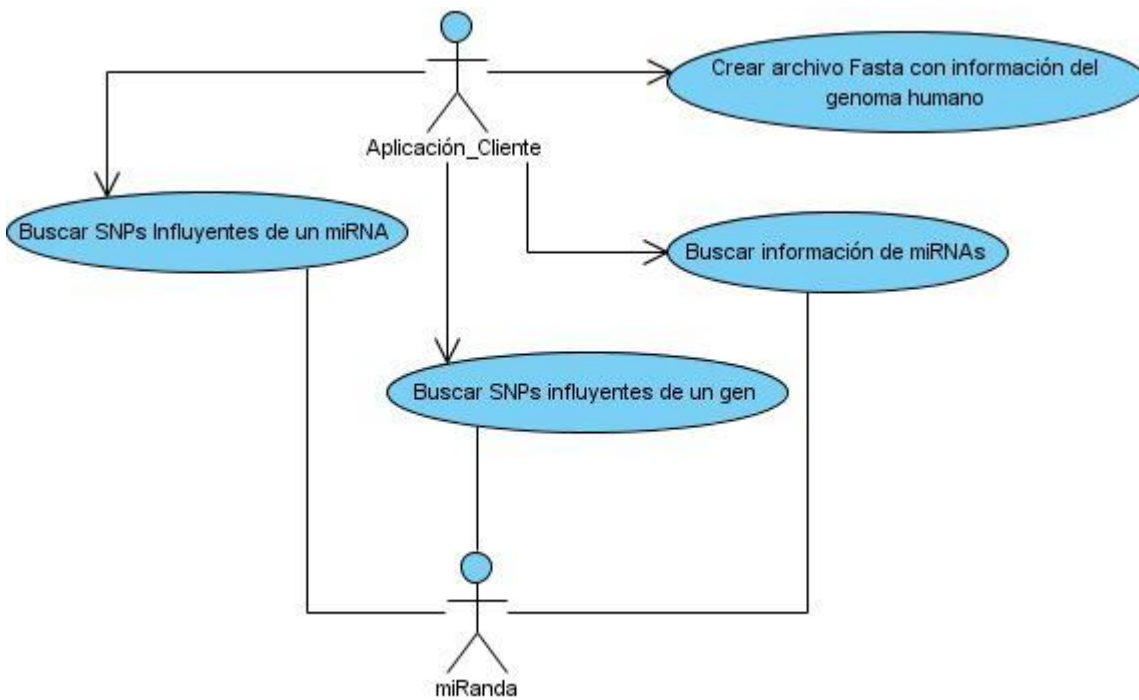 Crear archivo Fasta con información del
genoma humano
Aplicación_Cliente
Buscar SNPs Influyentes de un miRNA
Buscar información de miRNAs
Buscar SNPs influyentes de un gen
miRanda